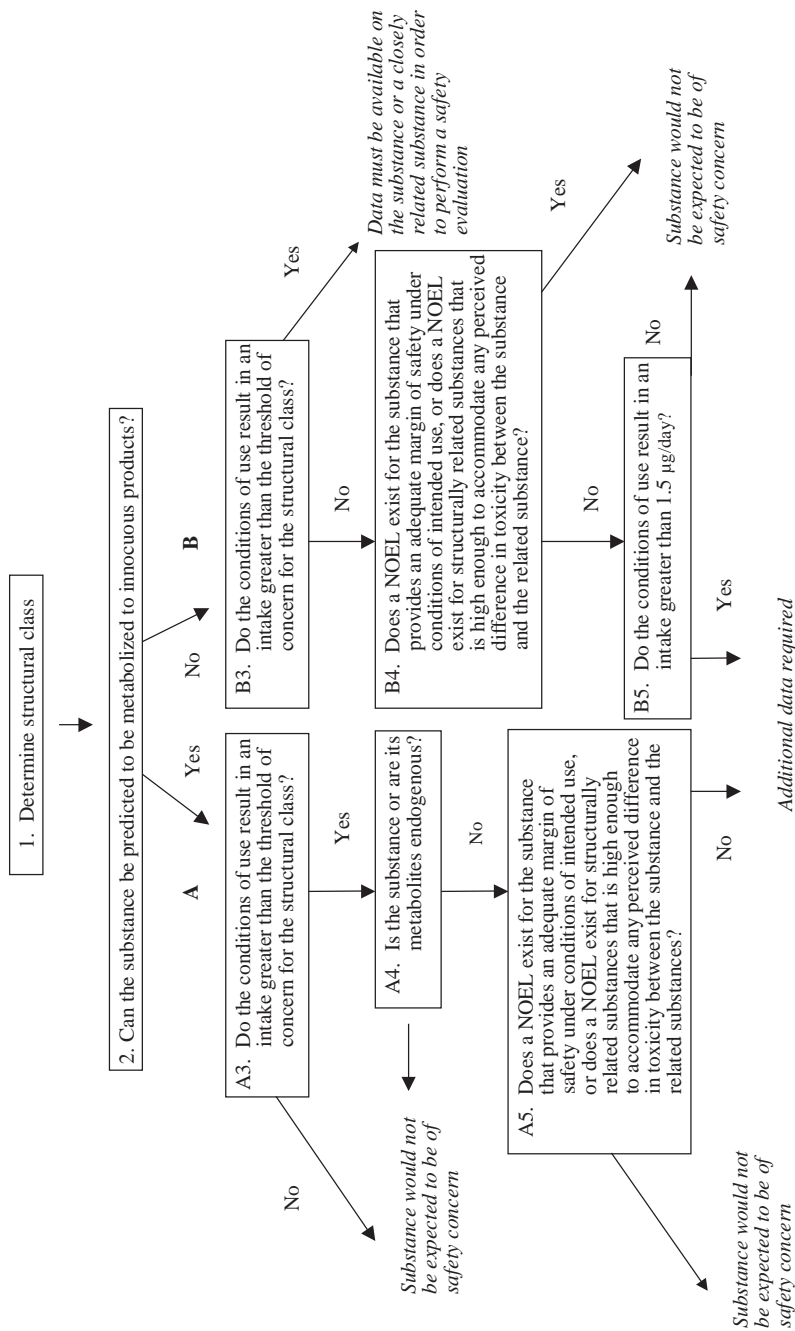 1. Determine structural class
2. Can the substance be predicted to be metabolized to innocuous products?
Yes
No
A
B
A3. Do the conditions of use result in an
intake greater than the threshold of
concern for the structural class?
No
Yes
Substance would not
be expected to be of
safety concern
A4. Is the substance or are its
metabolites endogenous?
No
A5. Does a NOEL exist for the substance
that provides an adequate margin of
safety under conditions of intended use,
or does a NOEL exist for structurally
related substances that is high enough
to accommodate any perceived difference
in toxicity between the substance and the
related substances?
Substance would not
be expected to be of
safety concern
No
B3. Do the conditions of use result in an
intake greater than the threshold of
concern for the structural class?
Yes
No
Data must be available on
the substance or a closely
related substance in order
to perform a safety
evaluation
B4. Does a NOEL exist for the substance that
provides an adequate margin of safety under
conditions of intended use, or does a NOEL
exist for structurally related substances that
is high enough to accommodate any perceived
difference in toxicity between the substance
and the related substance?
Yes
No
Substance would not
be expected to be of
safety concern
B5. Do the conditions of use result in an
intake greater than 1.5 µg/day?
No
Yes
Additional data required